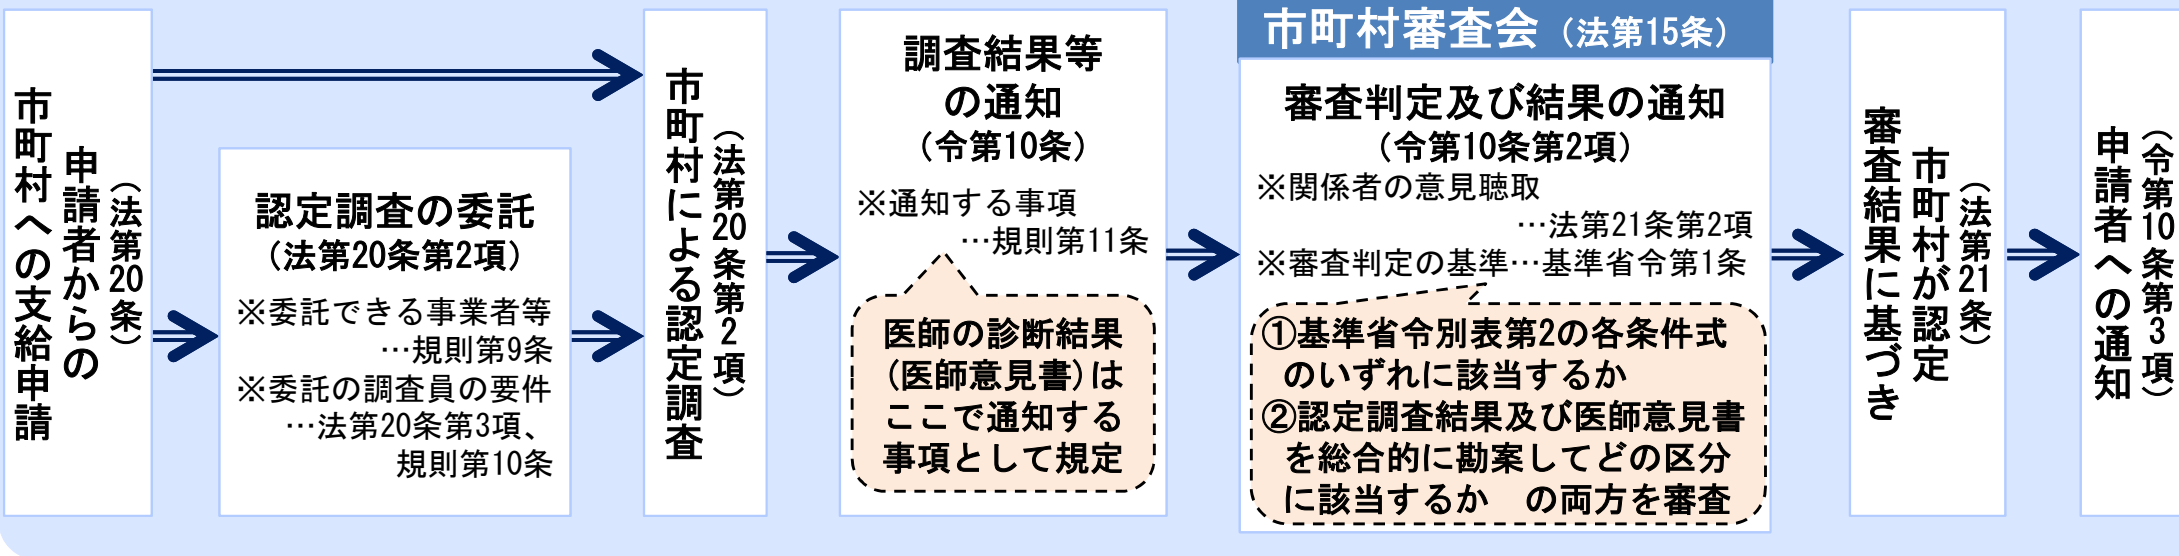 市町村への支給申請
申請者からの
（法第20条）
認定調査の委託
（法第20条第2項）
※委託できる事業者等
…規則第9条
※委託の調査員の要件
…法第20条第3項、
規則第10条
市町村による認定調査
（法第20条第2項）
調査結果等
の通知
（令第10条）
※通知する事項
…規則第11条
医師の診断結果
（医師意見書）は
ここで通知する
事項として規定
市町村審査会（法第15条）
審査判定及び結果の通知
（令第10条第2項）
※関係者の意見聴取
…法第21条第2項
※審査判定の基準…基準省令第1条
①基準省令別表第2の各条件式
のいずれに該当するか
②認定調査結果及び医師意見書
を総合的に勘案してどの区分
に該当するか　の両方を審査
審査結果に基づき
市町村が認定
（法第21条）
申請者への通知
（令第10条第3項）